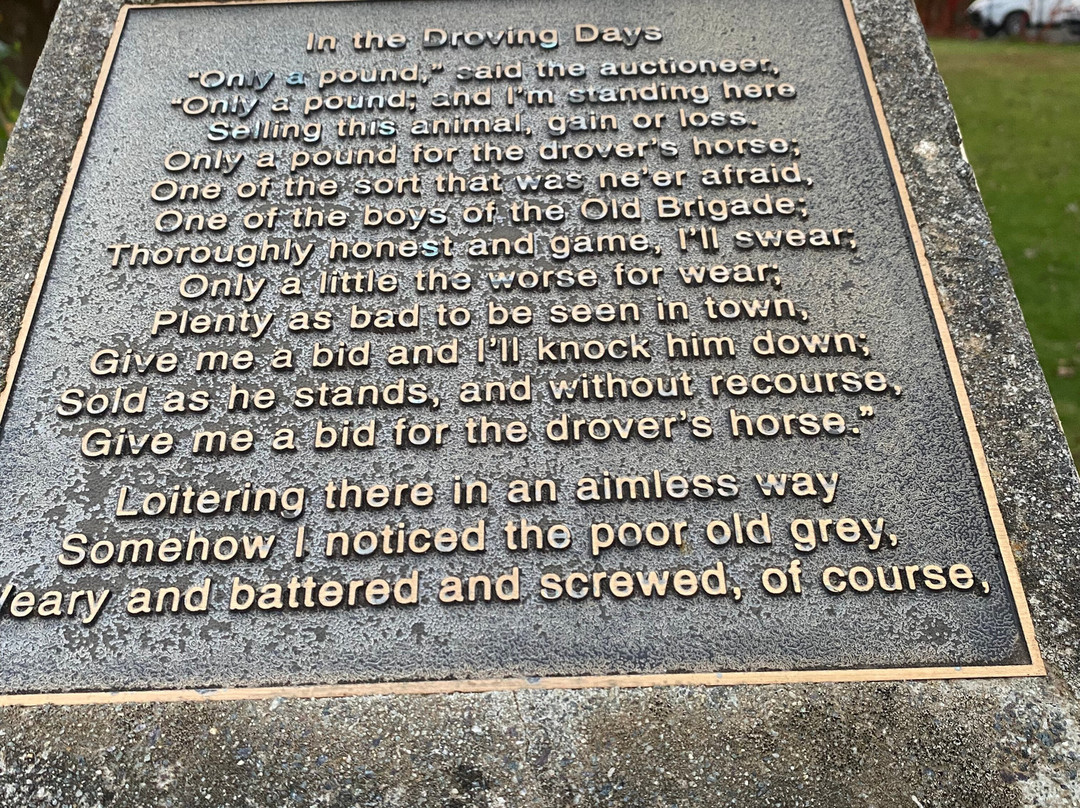 In the Droving Days
“Only a pound,” said the auctioneer,
“Only a pound; and I'm standing here
Selling this animal, gain or loss.
Only a pound for the drover's horse;
One of the sort that was ne'er afraid,
One of the boys of the Old Brigade;
Thoroughly honest and game, I'll swear;
Only a little the worse for wear;
Plenty as bad to be seen in town,
Give me a bid and I'll knock him down;
Sold as he stands, and without recourse,
Give me a bid for the drover's horse.”
Loitering there in an aimless way
Somehow I noticed the poor old grey,
and battered and screwed, of course,